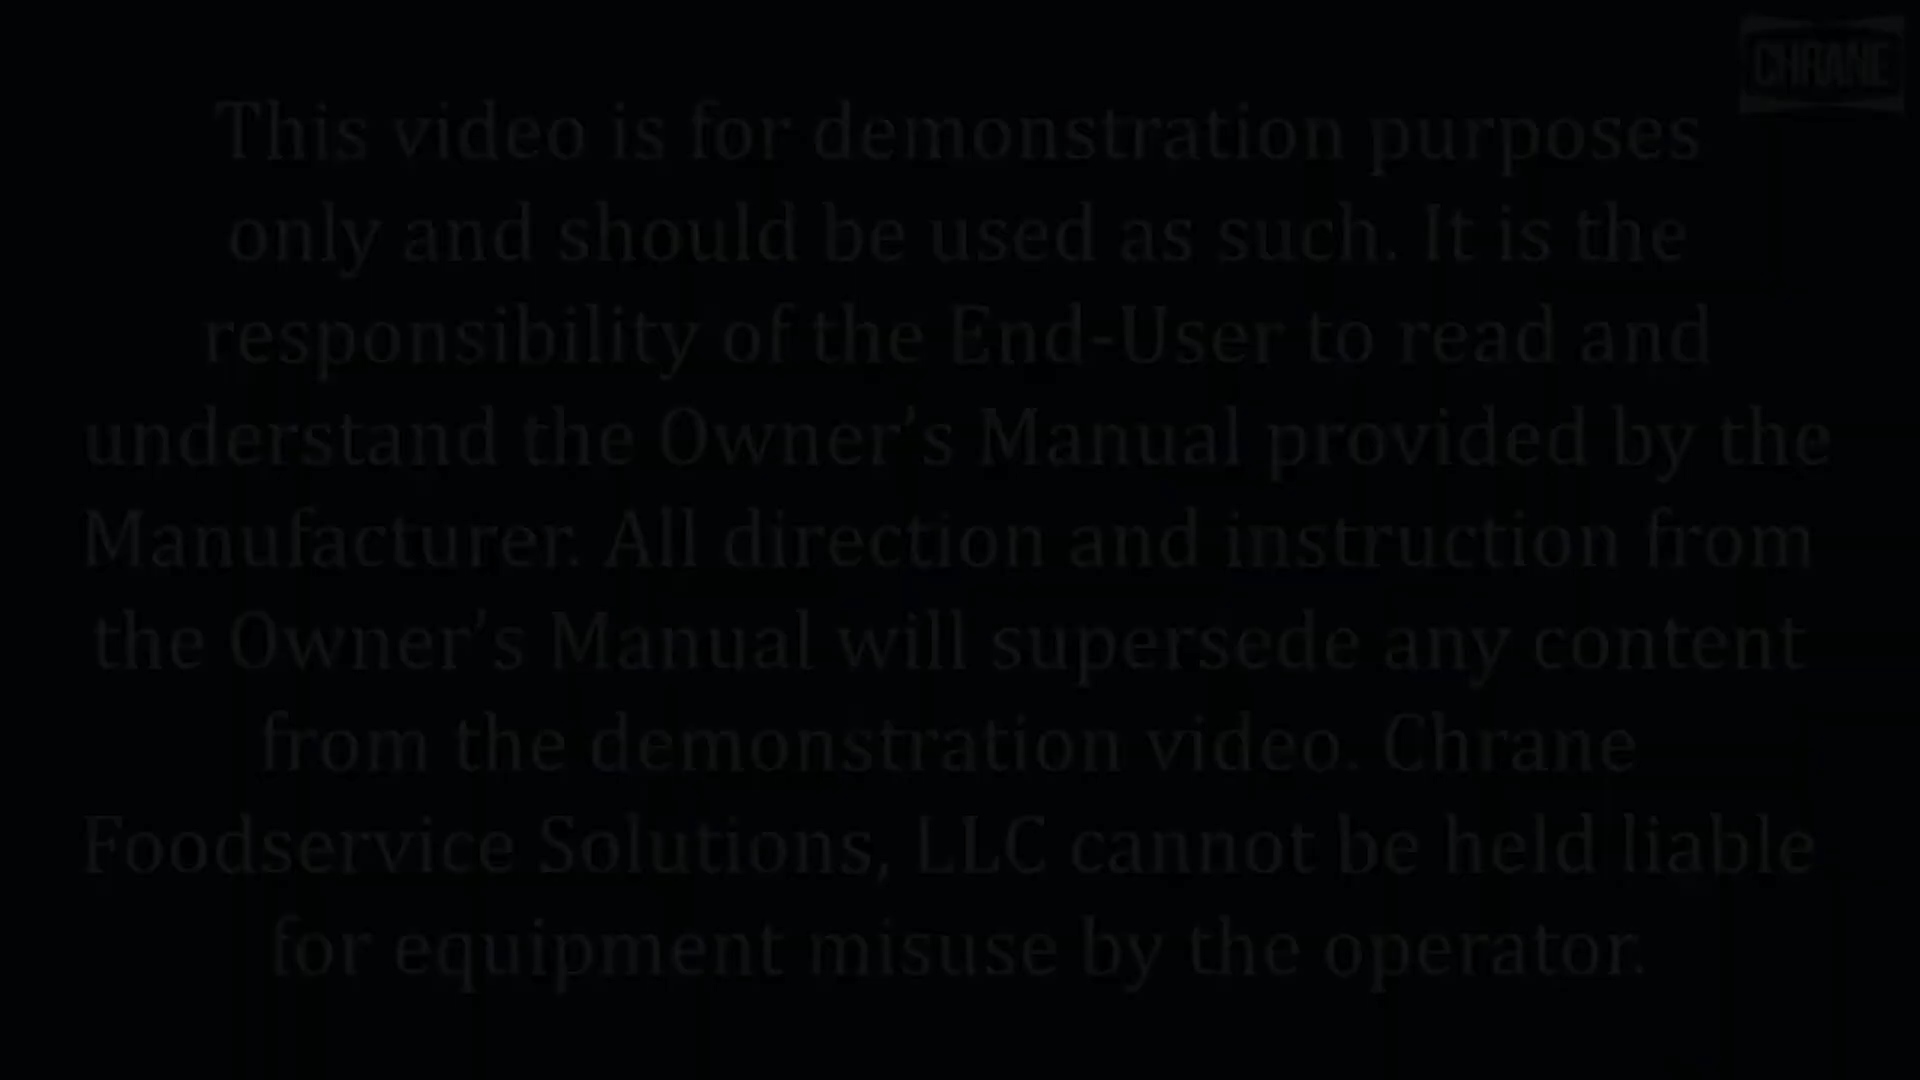 CHRANE
This video is for demonstration purposes
only and should be used as such. It is the
responsibility of the End-User to read and
understand the Owner’s Manual provided by the
Manufacturer. All direction and instruction from
the Owner’s Manual will supersede any content
from the demonstration video. Chrane
Foodservice Solutions, LLC cannot be held liable
for equipment misuse by the operator.